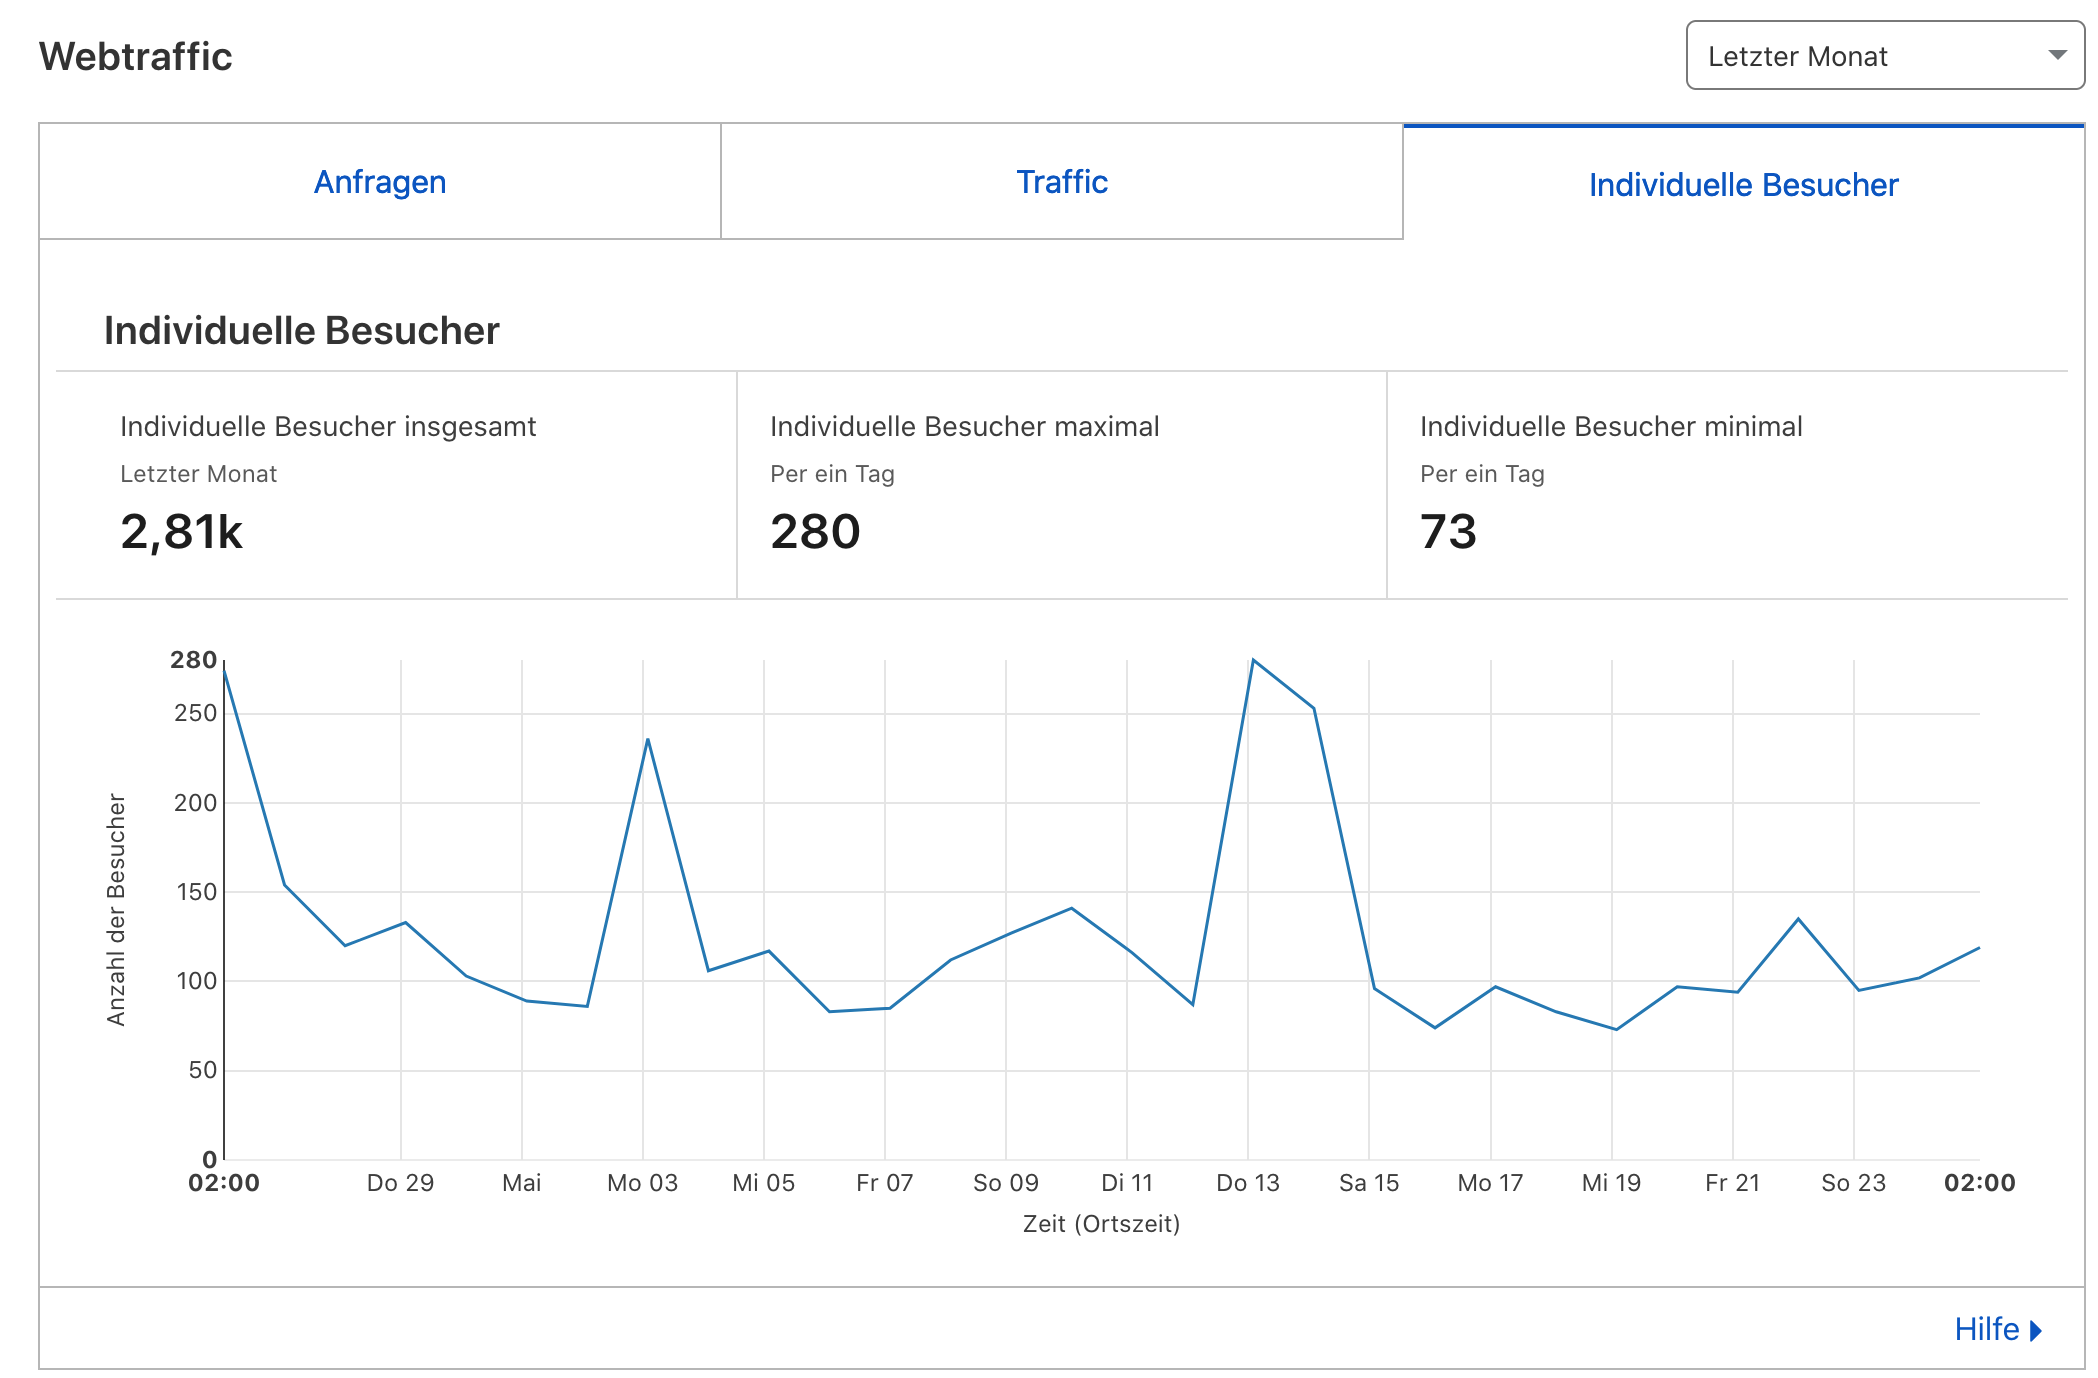 Webtraffic
Letzter Monat
Anfragen
Traffic
Individuelle Besucher
Individuelle Besucher
Individuelle Besucher insgesamt
Letzter Monat
2,81k
Individuelle Besucher maximal
Per ein Tag
280
Individuelle Besucher minimal
Per ein Tag
73
Anzahl der Besucher
280
250
200
150
100
50
0
02:00 Do 29 Mai Mo 03 Mi 05 Fr 07 So 09 Di 11 Do 13 Sa 15 Mo 17 Mi 19 Fr 21 So 23 02:00
Zeit (Ortszeit)
Hilfe